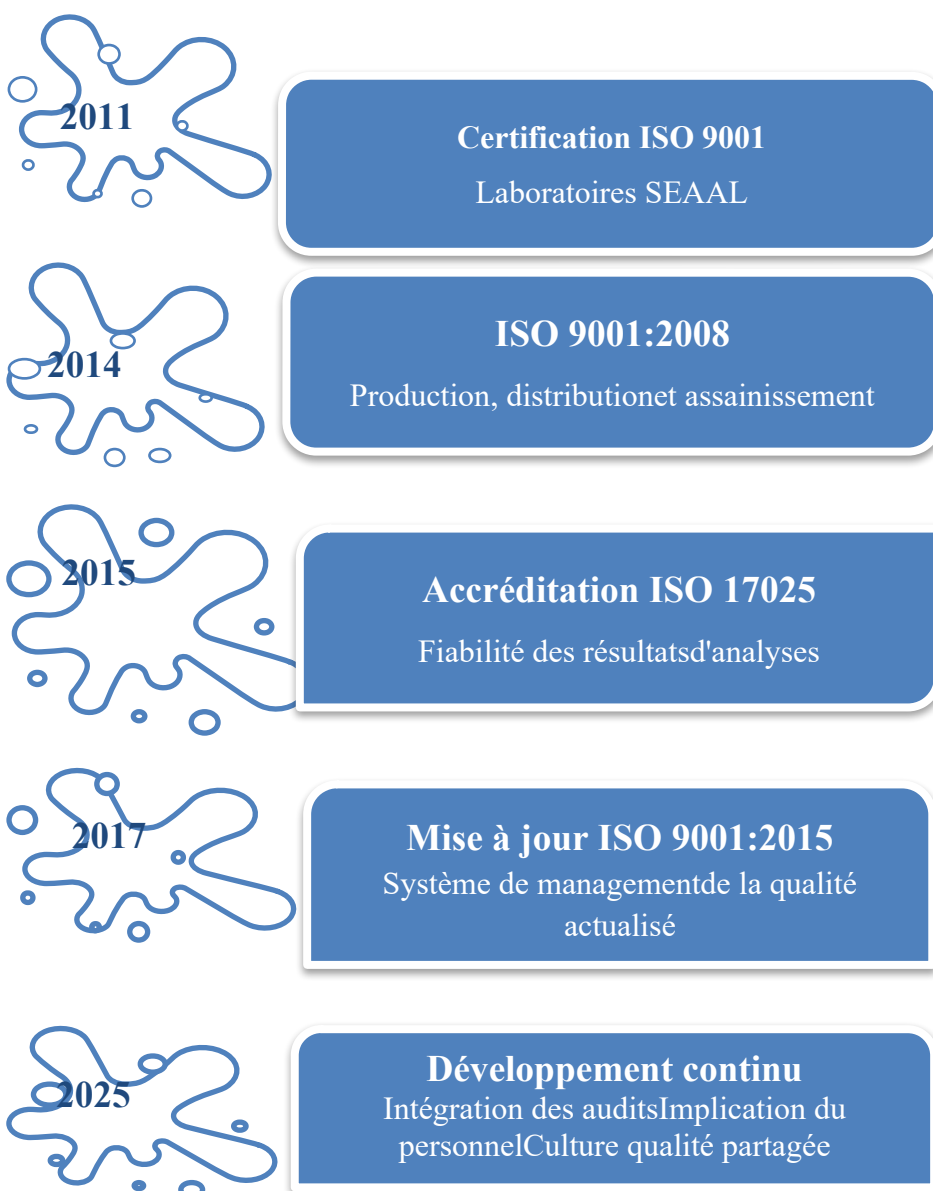 2011
Certification ISO 9001
Laboratoires SEAAL
2014
ISO 9001:2008
Production, distributionet assainissement
2015
Accréditation ISO 17025
Fiabilité des résultatsd'analyses
2017
Mise à jour ISO 9001:2015
Système de managementde la qualité
actualisé
2025
Développement continu
Intégration des auditsImplication du
personnelCulture qualité partagée